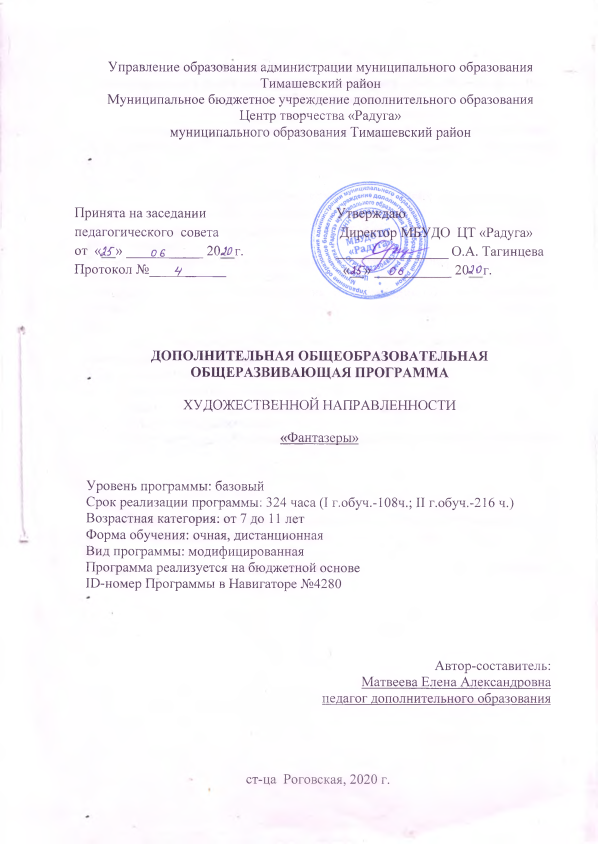 Управление образования администрации муниципального образования
Тимашевский район
Муниципальное бюджетное учреждение дополнительного образования
Центр творчества «Радуга»
муниципального образования Тимашевский район
Принята на заседании
педагогического совета
от «25» 06 2020 г.
Протокол № 4
Утверждаю
Директор МБУДО ЦТ «Радуга»
О.А. Тагинцева
«25» 06 2020 г.
МБУДО ЦТ
«Радуга»
ДОПОЛНИТЕЛЬНАЯ ОБЩЕОБРАЗОВАТЕЛЬНАЯ
ОБЩЕРАЗВИВАЮЩАЯ ПРОГРАММА
ХУДОЖЕСТВЕННОЙ НАПРАВЛЕННОСТИ
«Фантазеры»
Уровень программы: базовый
Срок реализации программы: 324 часа (I г.обуч.-108ч.; II г.обуч.-216 ч.)
Возрастная категория: от 7 до 11 лет
Форма обучения: очная, дистанционная
Вид программы: модифицированная
Программа реализуется на бюджетной основе
ID-номер Программы в Навигаторе №4280
Автор-составитель:
Матвеева Елена Александровна
педагог дополнительного образования
ст-ца Роговская, 2020 г.